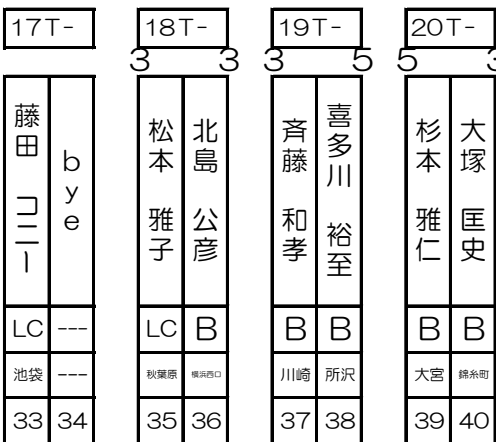 17T- 18T- 19T- 20T-
3 3 3 5 5 3
藤田 コニー bye 松本 雅子 北島 公彦 斉藤 和孝 喜多川 裕至 杉本 雅仁 大塚 匡史
LC --- LC B B B B B
池袋 --- 秋葉原 横浜西口 川崎 所沢 大宮 錦糸町
33 34 35 36 37 38 39 40